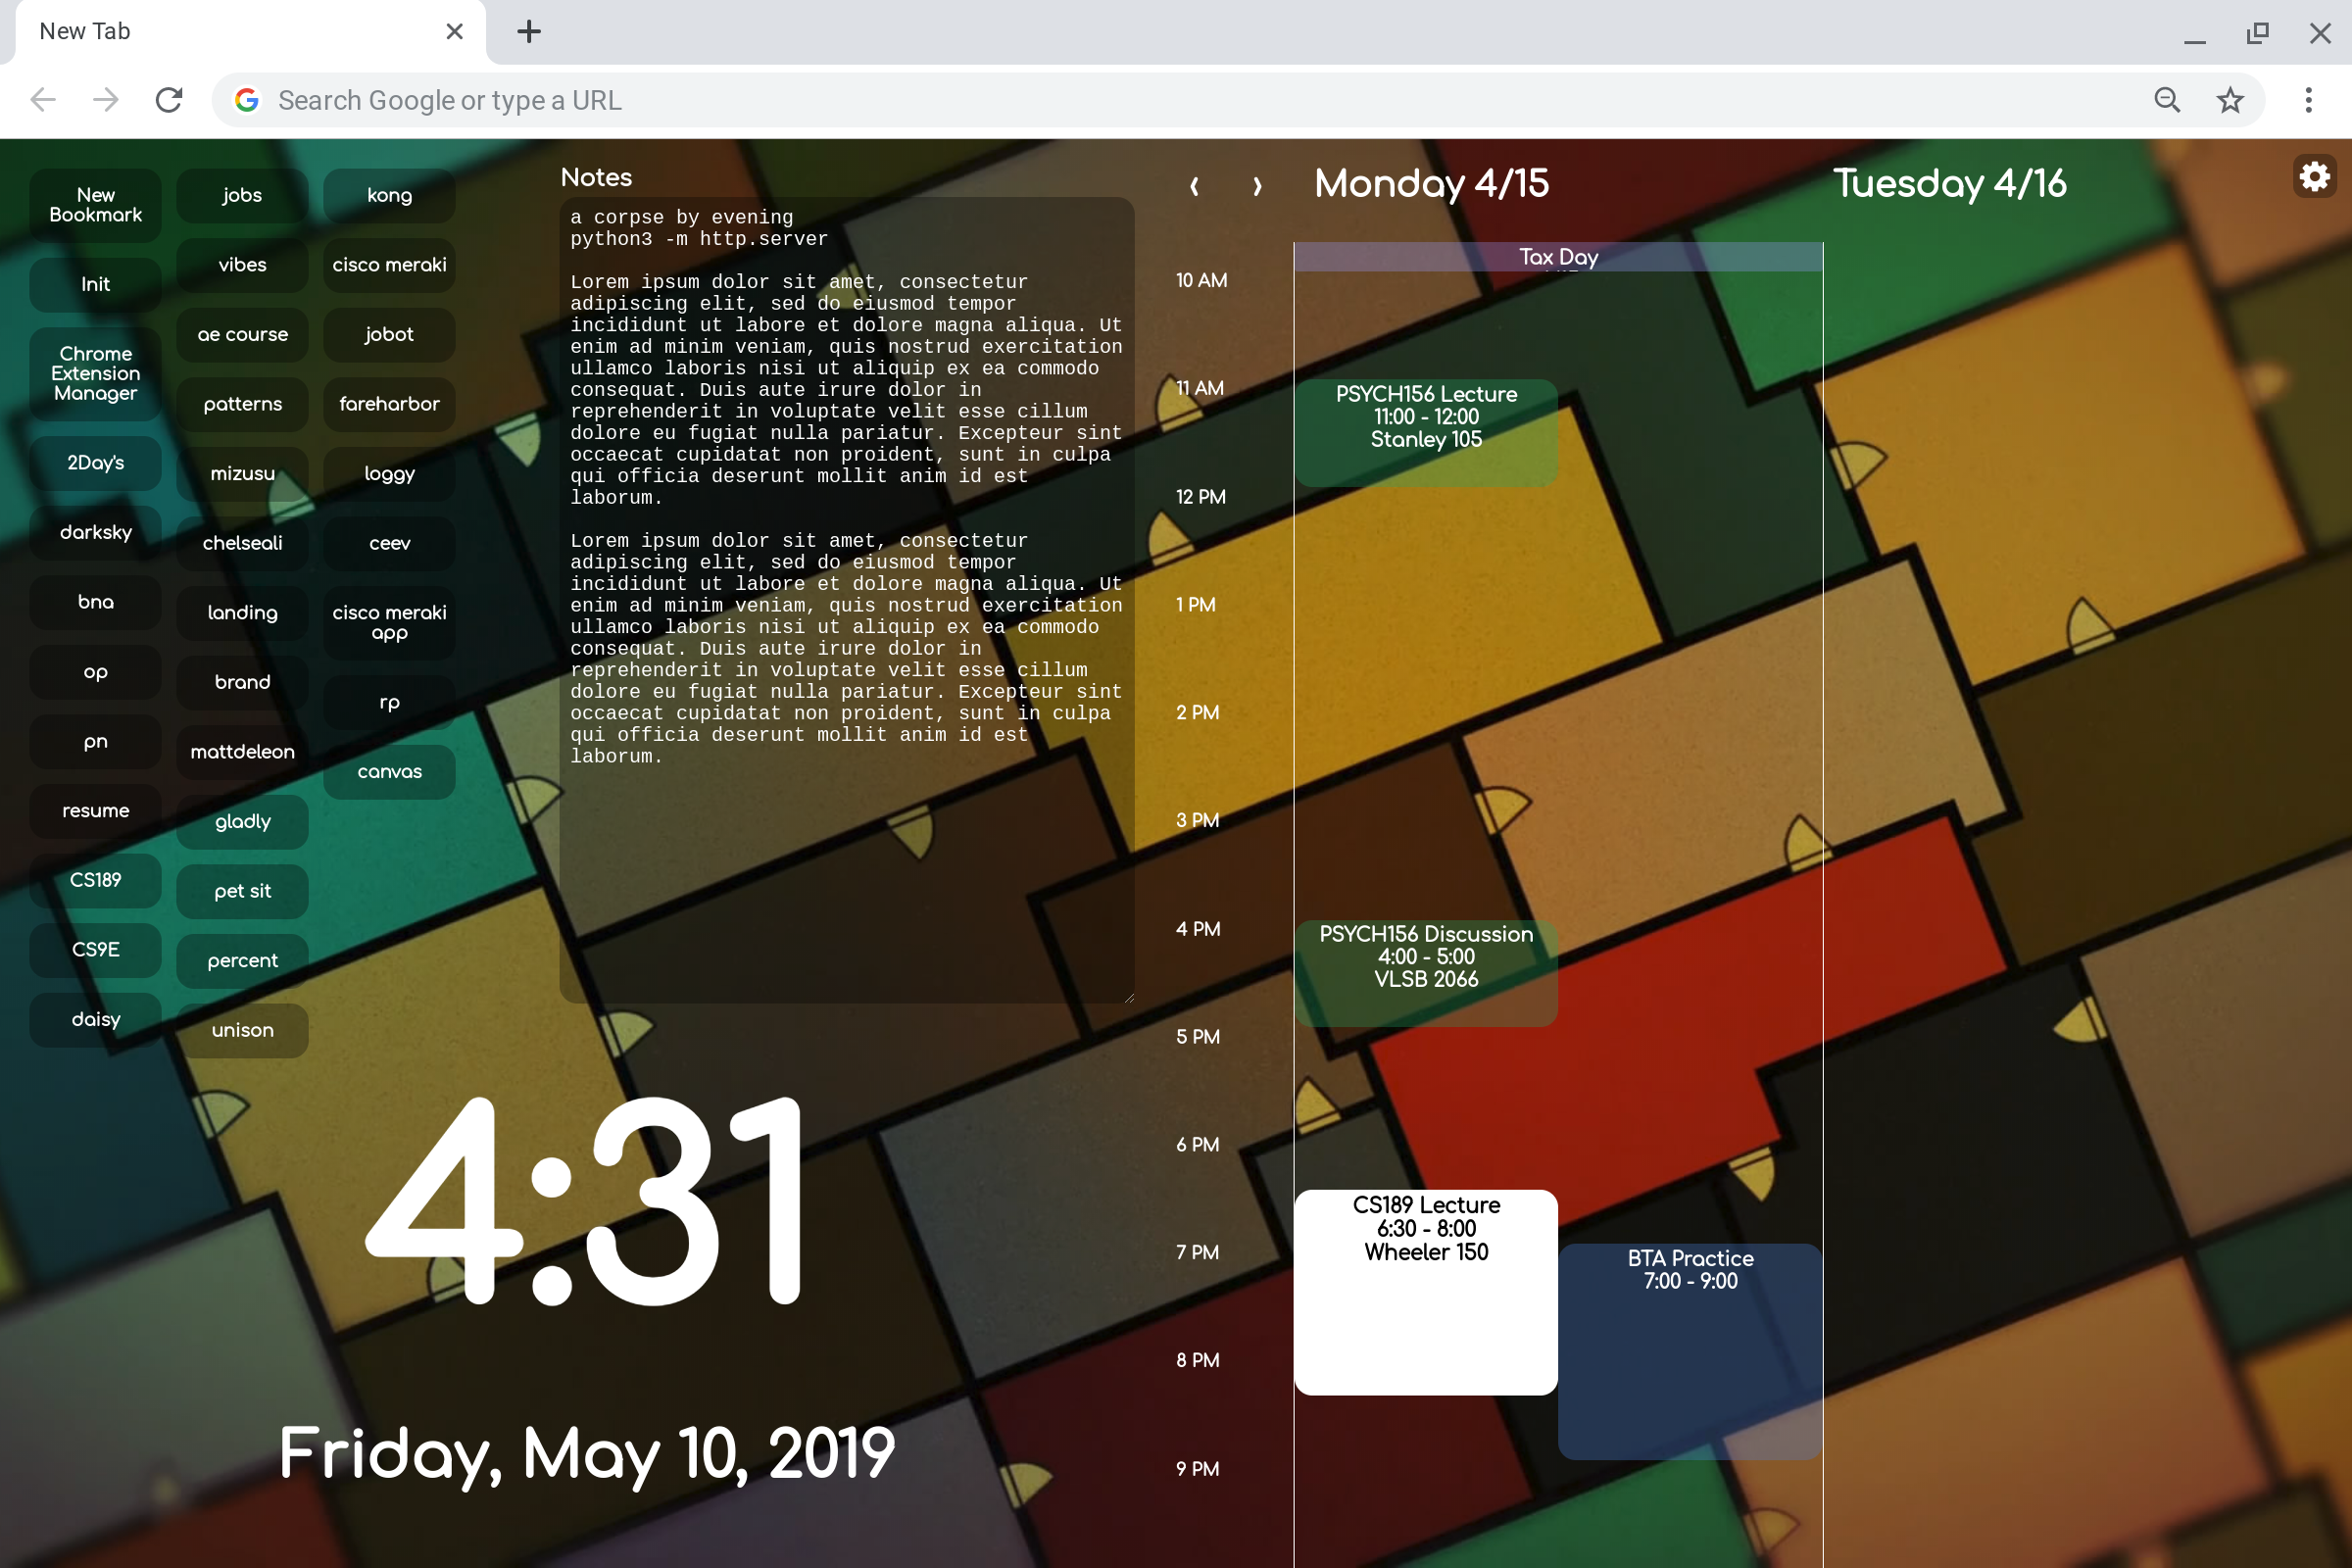 New Tab
Search Google or type a URL
New
Bookmark
Init
Chrome
Extension
Manager
2Day's
darksky
bna
op
pn
resume
CS189
CS9E
daisy
jobs
vibes
ae course
patterns
mizusu
chelseali
landing
brand
mattdeleon
gladly
pet sit
percent
unison
kong
cisco meraki
jobot
fareharbor
loggy
ceev
cisco meraki
app
rp
canvas
Notes
a corpse by evening
python3 -m http.server
Lorem ipsum dolor sit amet, consectetur
adipiscing elit, sed do eiusmod tempor
incididunt ut labore et dolore magna aliqua. Ut
enim ad minim veniam, quis nostrud exercitation
ullamco laboris nisi ut aliquip ex ea commodo
consequat. Duis aute irure dolor in
reprehenderit in voluptate velit esse cillum
dolore eu fugiat nulla pariatur. Excepteur sint
occaecat cupidatat non proident, sunt in culpa
qui officia deserunt mollit anim id est
laborum.
Lorem ipsum dolor sit amet, consectetur
adipiscing elit, sed do eiusmod tempor
incididunt ut labore et dolore magna aliqua. Ut
enim ad minim veniam, quis nostrud exercitation
ullamco laboris nisi ut aliquip ex ea commodo
consequat. Duis aute irure dolor in
reprehenderit in voluptate velit esse cillum
dolore eu fugiat nulla pariatur. Excepteur sint
occaecat cupidatat non proident, sunt in culpa
qui officia deserunt mollit anim id est
laborum.
4:31
Friday, May 10, 2019
Monday 4/15
Tuesday 4/16
10 AM
11 AM
12 PM
1 PM
2 PM
3 PM
4 PM
5 PM
6 PM
7 PM
8 PM
9 PM
Tax Day
PSYCH156 Lecture
11:00 - 12:00
Stanley 105
PSYCH156 Discussion
4:00 - 5:00
VLSB 2066
CS189 Lecture
6:30 - 8:00
Wheeler 150
BTA Practice
7:00 - 9:00